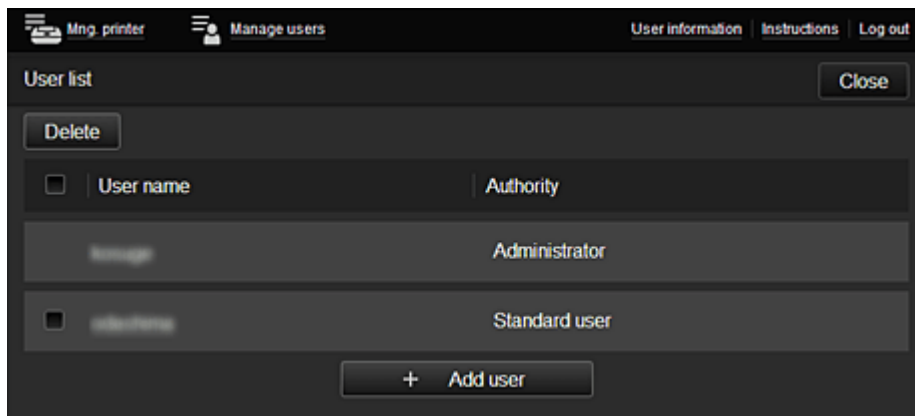 Mng. printer Manage users User information Instructions Log out
User list Close
Delete
User name Authority
Administrator
Standard user
+ Add user